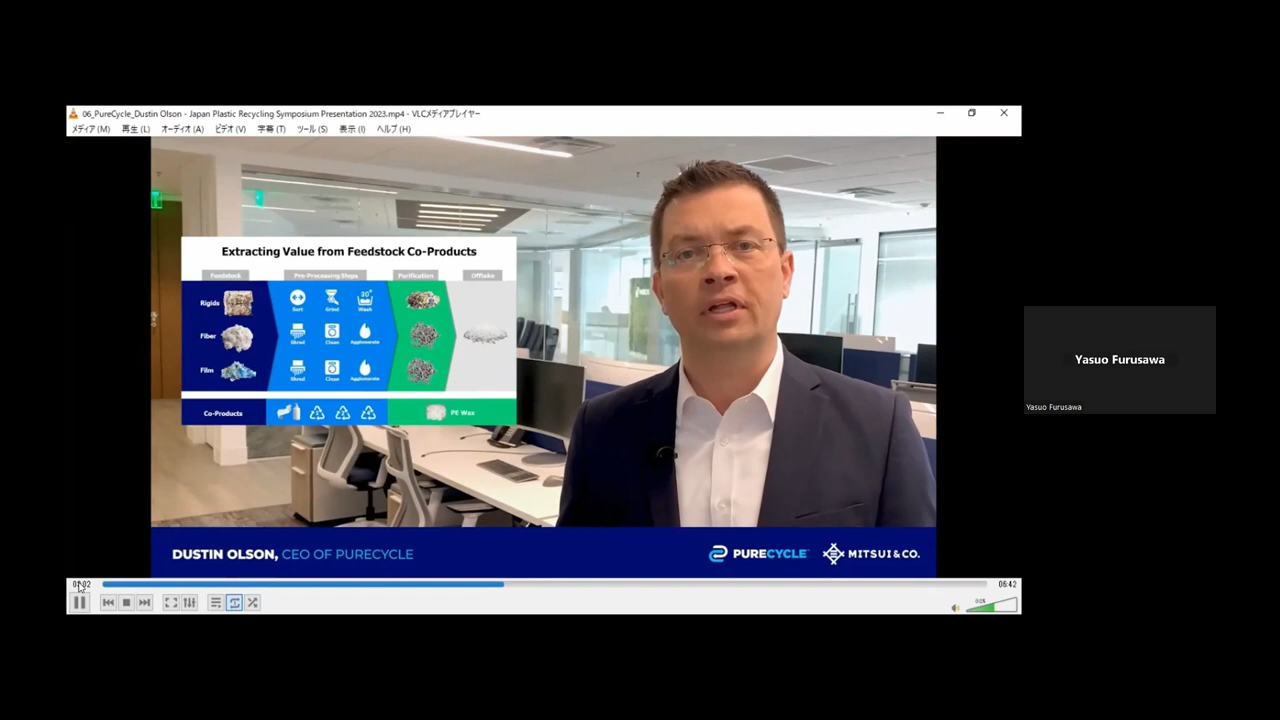 06_PureCycle_Dustin Olson - Japan Plastic Recycling Symposium Presentation 2023.mp4 - VLCメディアプレイヤー
メディア(M) 再生(L) オーディオ(A) ビデオ(V) 字幕(T) ツール(S) 表示(I) ヘルプ(H)
Extracting Value from Feedstock Co-Products
Feedstock Pre-Processing Steps Purification Offtake
Rigids Sort Grind Wash
Fiber Shred Clean Agglomerate
Film Shred Clean Agglomerate
Co-Products PE Wax
DUSTIN OLSON, CEO OF PURECYCLE
PURECYCLE MITSUI & CO.
06:42
Yasuo Furusawa
Yasuo Furusawa